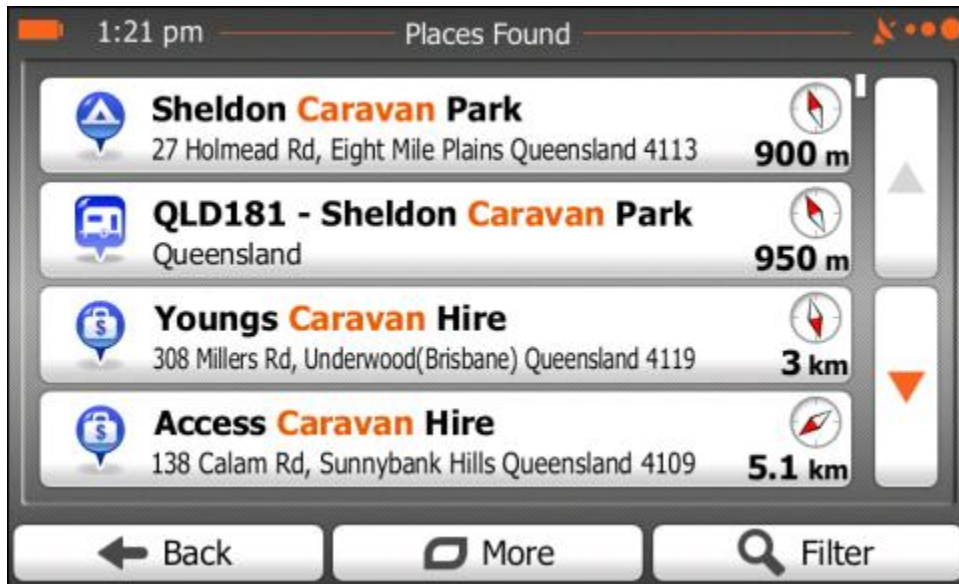 1:21 pm
Places Found
Sheldon Caravan Park
27 Holmead Rd, Eight Mile Plains Queensland 4113
900 m
QLD181 - Sheldon Caravan Park
Queensland
950 m
Youngs Caravan Hire
308 Millers Rd, Underwood(Brisbane) Queensland 4119
3 km
Access Caravan Hire
138 Calam Rd, Sunnybank Hills Queensland 4109
5.1 km
Back
More
Filter